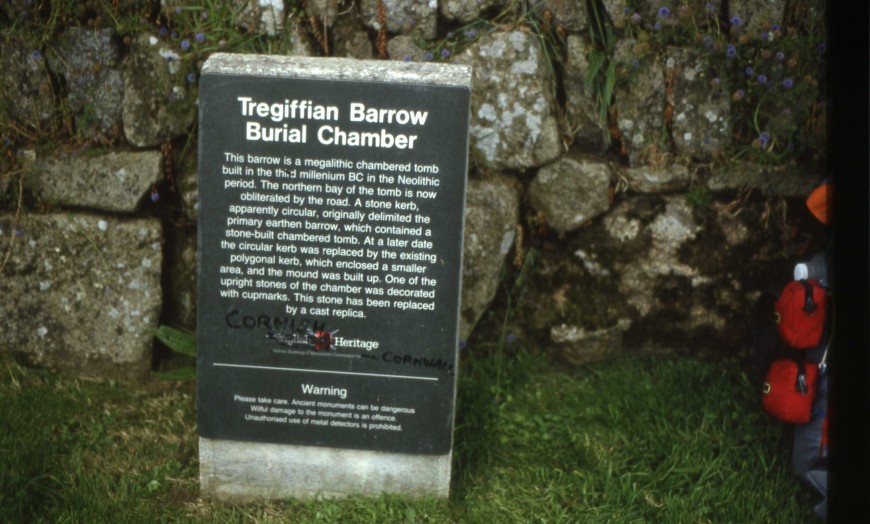 Tregiffian Barrow
Burial Chamber
This barrow is a megalithic chambered tomb
built in the third millenium BC in the Neolithic
period. The northern bay of the tomb is now
obliterated by the road. A stone kerb,
apparently circular, originally delimited the
primary earthen barrow, which contained a
stone-built chambered tomb. At a later date
the circular kerb was replaced by the existing
polygonal kerb, which enclosed a smaller
area, and the mound was built up. One of the
upright stones of the chamber was decorated
with cupmarks. This stone has been replaced
by a cast replica.
CORNISH
Heritage
CORNWALL
Warning
Please take care. Ancient monuments can be dangerous
Wilful damage to the monument is an offence.
Unauthorised use of metal detectors is prohibited.